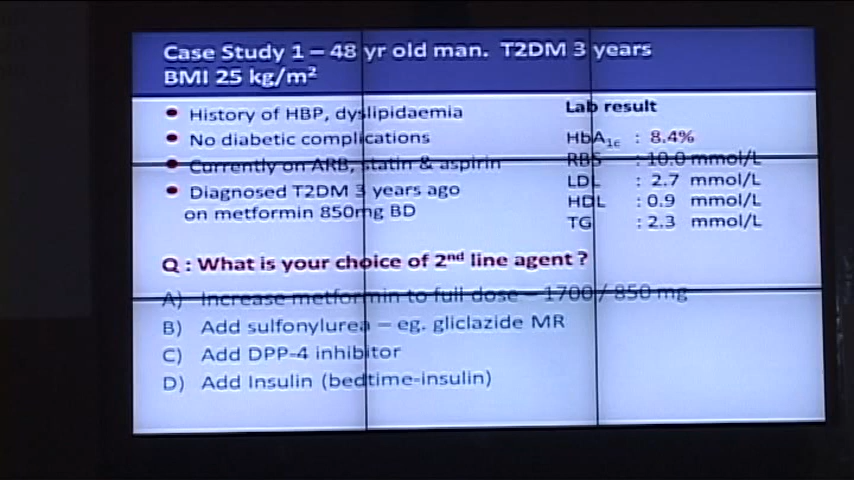 Case Study 1 – 48 yr old man. T2DM 3 years
BMI 25 kg/m²
• History of HBP, dyslipidaemia
• No diabetic complications
• Currently on ARB, statin & aspirin
• Diagnosed T2DM 3 years ago
on metformin 850mg BD
Lab result
HbA1c : 8.4%
RBS : 10.0 mmol/L
LDL : 2.7 mmol/L
HDL : 0.9 mmol/L
TG : 2.3 mmol/L
Q : What is your choice of 2nd line agent ?
A) Increase metformin to full dose – 1700 / 850 mg
B) Add sulfonylurea – eg. gliclazide MR
C) Add DPP-4 inhibitor
D) Add Insulin (bedtime-insulin)